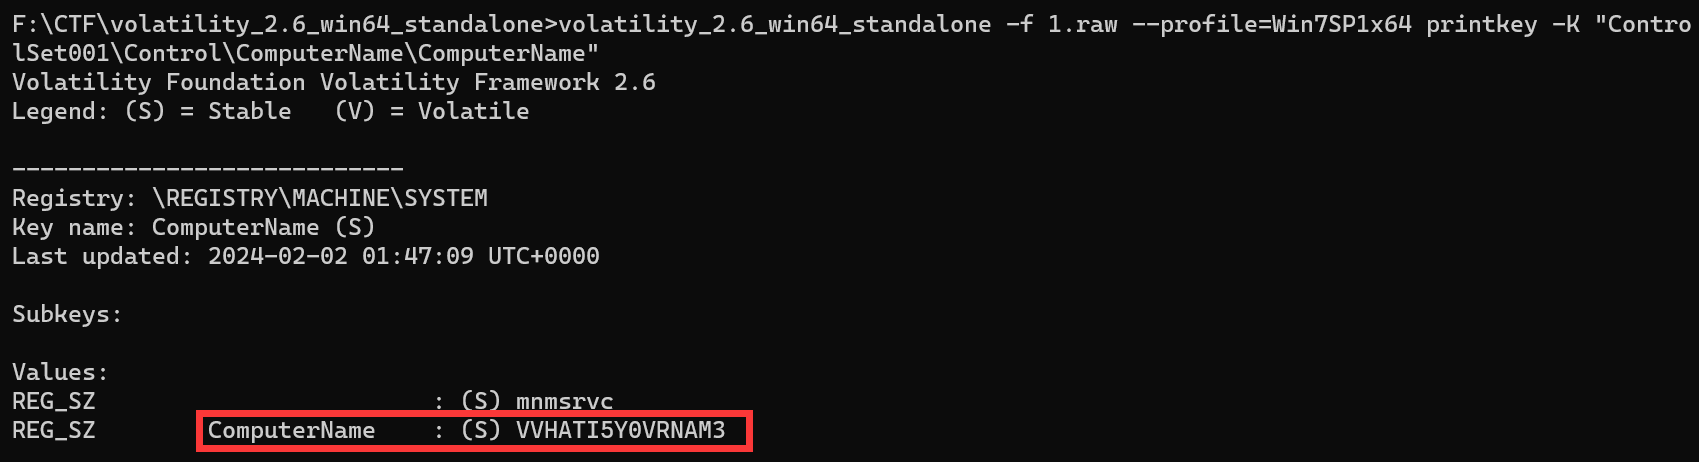 F:\CTF\volatility_2.6_win64_standalone>volatility_2.6_win64_standalone -f 1.raw --profile=Win7SP1x64 printkey -K "Contro
lSet001\Control\ComputerName\ComputerName"
Volatility Foundation Volatility Framework 2.6
Legend: (S) = Stable   (V) = Volatile
----------------------------
Registry: \REGISTRY\MACHINE\SYSTEM
Key name: ComputerName (S)
Last updated: 2024-02-02 01:47:09 UTC+0000
Subkeys:
Values:
REG_SZ                        : (S) mnmsrvc
REG_SZ        ComputerName    : (S) VVHATI5Y0VRNAM3